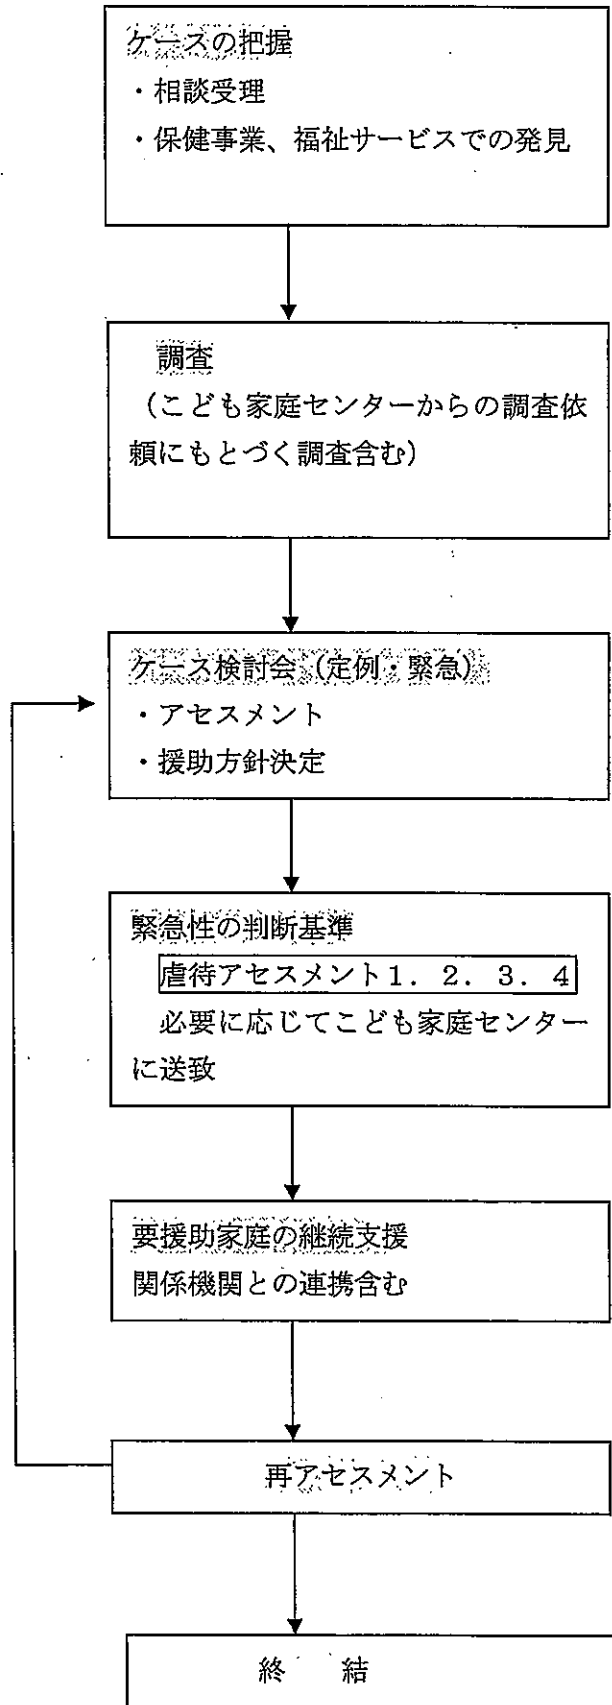 ケースの把握
・相談受理
・保健事業、福祉サービスでの発見
調査
（こども家庭センターからの調査依
頼にもとづく調査含む）
ケース検討会（定例・緊急）
・アセスメント
・援助方針決定
緊急性の判断基準
虐待アセスメント１．２．３．４
必要に応じてこども家庭センター
に送致
要援助家庭の継続支援
関係機関との連携含む
再アセスメント
終　結